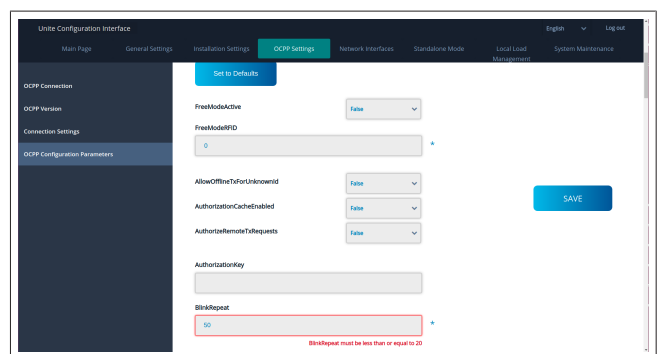 Unite Configuration Interface
English
Log out
Main Page
General Settings
Installation Settings
OCPP Settings
Network Interfaces
Standalone Mode
Local Load
Management
System Maintenance
OCPP Connection
OCPP Version
Connection Settings
OCPP Configuration Parameters
Set to Defaults
FreeModeActive
False
FreeModeRFID
0
*
AllowOfflineTxForUnknownId
False
AuthorizationCacheEnabled
False
AuthorizeRemoteTxRequests
False
SAVE
AuthorizationKey
BlinkRepeat
50
*
BlinkRepeat must be less than or equal to 20